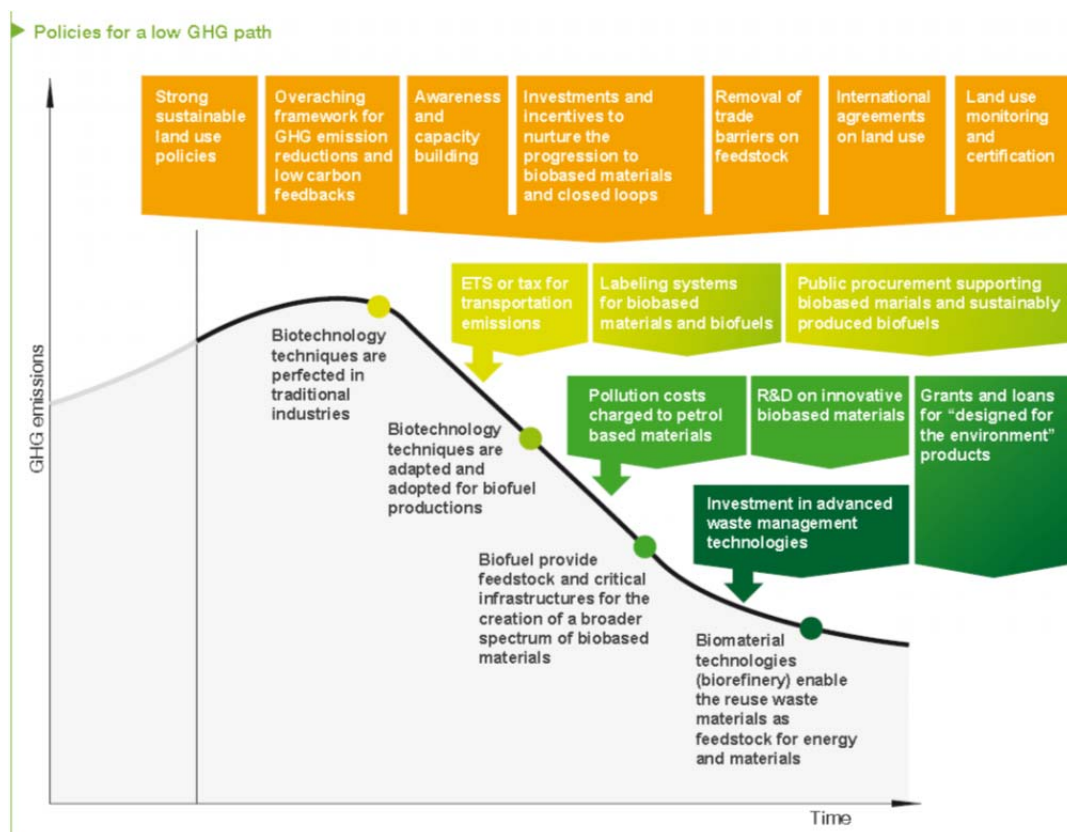 Policies for a low GHG path
Strong
sustainable
land use
policies
Overaching
framework for
GHG emission
reductions and
low carbon
feedbacks
Awareness
and
capacity
building
Investments and
incentives to
nurture the
progression to
biobased materials
and closed loops
Removal of
trade
barriers on
feedstock
International
agreements
on land use
Land use
monitoring
and
certification
ETS or tax for
transportation
emissions
Labeling systems
for biobased
materials and biofuels
Public procurement supporting
biobased marials and sustainably
produced biofuels
Pollution costs
charged to petrol
based materials
R&D on innovative
biobased materials
Grants and loans
for “designed for
the environment”
products
Investment in advanced
waste management
technologies
GHG emissions
Biotechnology
techniques are
perfected in
traditional
industries
Biotechnology
techniques are
adapted and
adopted for biofuel
productions
Biofuel provide
feedstock and critical
infrastructures for the
creation of a broader
spectrum of biobased
materials
Biomaterial
technologies
(biorefinery) enable
the reuse waste
materials as
feedstock for energy
and materials
Time